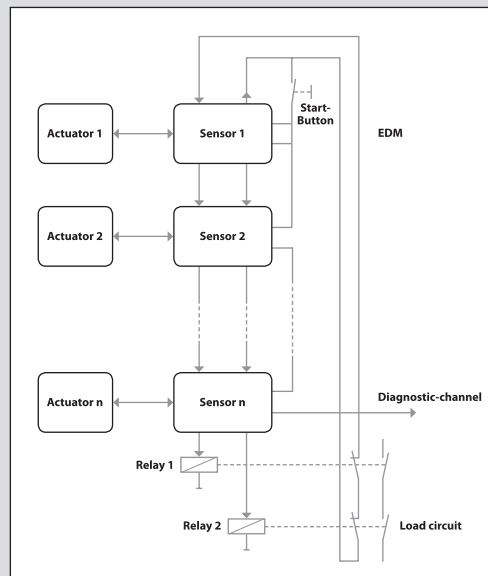 Start-
Button
Actuator 1
Sensor 1
EDM
Actuator 2
Sensor 2
Actuator n
Sensor n
Diagnostic-channel
Relay 1
Relay 2
Load circuit